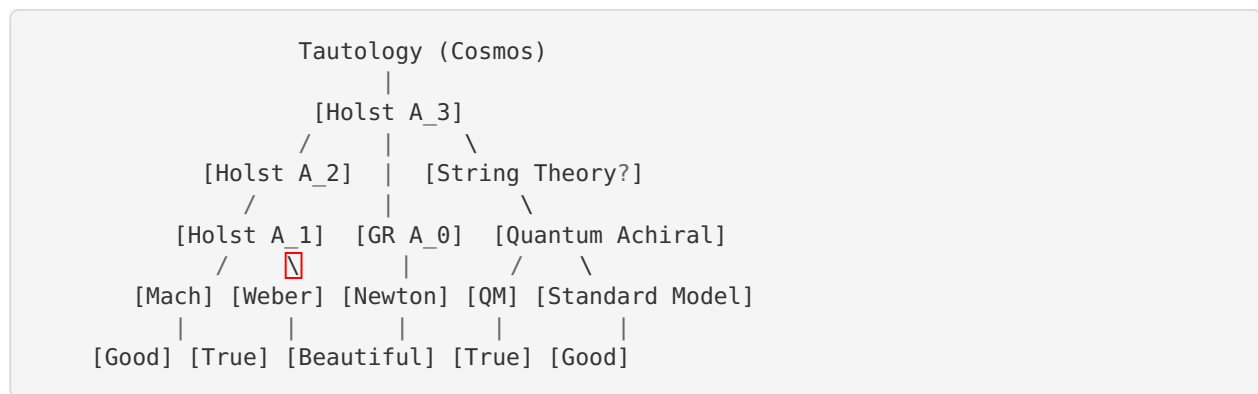 Tautology (Cosmos)
|
[Holst A_3]
/ | \
[Holst A_2] | [String Theory?]
/ | \
[Holst A_1] [GR A_0] [Quantum Achiral]
/ \ | / \
[Mach] [Weber] [Newton] [QM] [Standard Model]
| | | | |
[Good] [True] [Beautiful] [True] [Good]